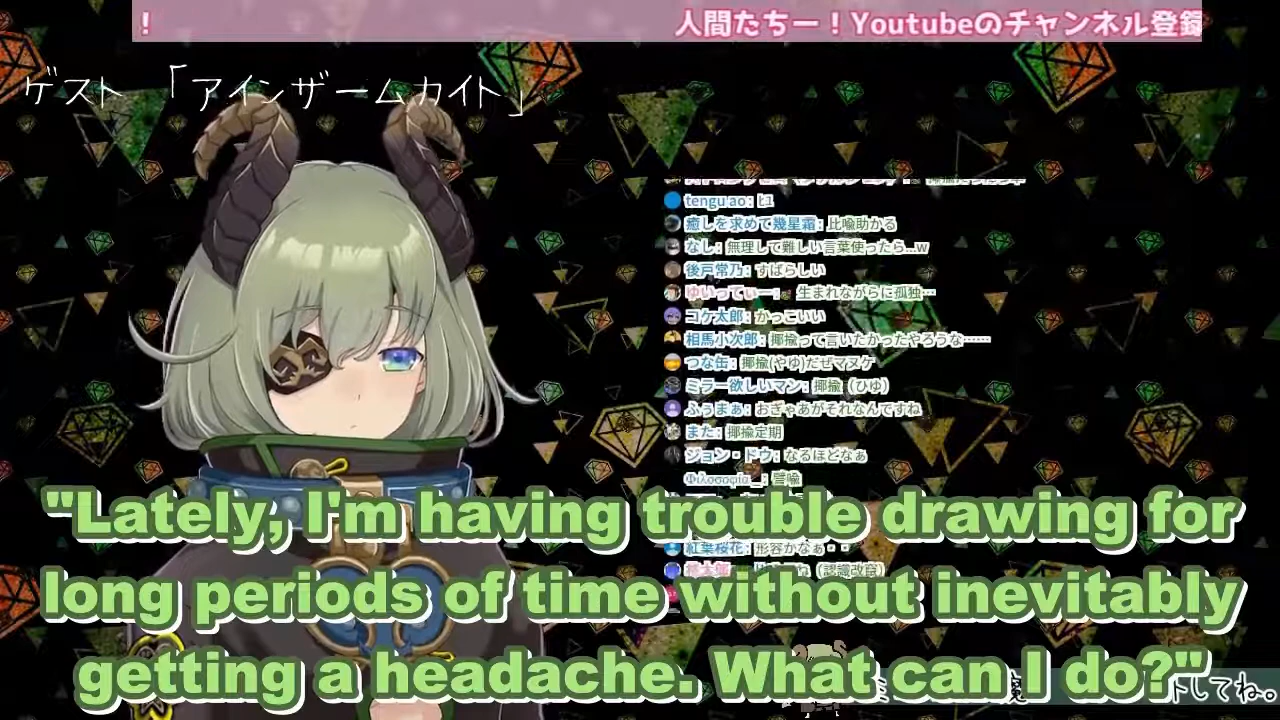 ！ 人間たちー！Youtubeのチャンネル登録
ゲスト 「アインザームカイト」
tengu ao: ﾋﾕ
癒しを求めて幾星霜: 比喩助かる
なし: 無理して難しい言葉使ったら...w
後戸常乃: すばらしい
ゆいってぃー: 生まれながらに孤独…
コケ太郎: かっこいい
相馬小次郎: 揶揄って言いたかったやろうな……
つな缶: 揶揄(やゆ)だぜマヌケ
ミラー欲しいマン: 揶揄（ひゆ）
ふぅまぁ: おぎゃあがそれなんですね
また: 揶揄定期
ジョン・ドウ: なるほどなぁ
Φιλοσοφία_: 譬喩
"Lately, I'm having trouble drawing for
紅葉桜花: 形容かなぁ・・
（認識改竄）
long periods of time without inevitably
getting a headache. What can I do?"
トしてね。